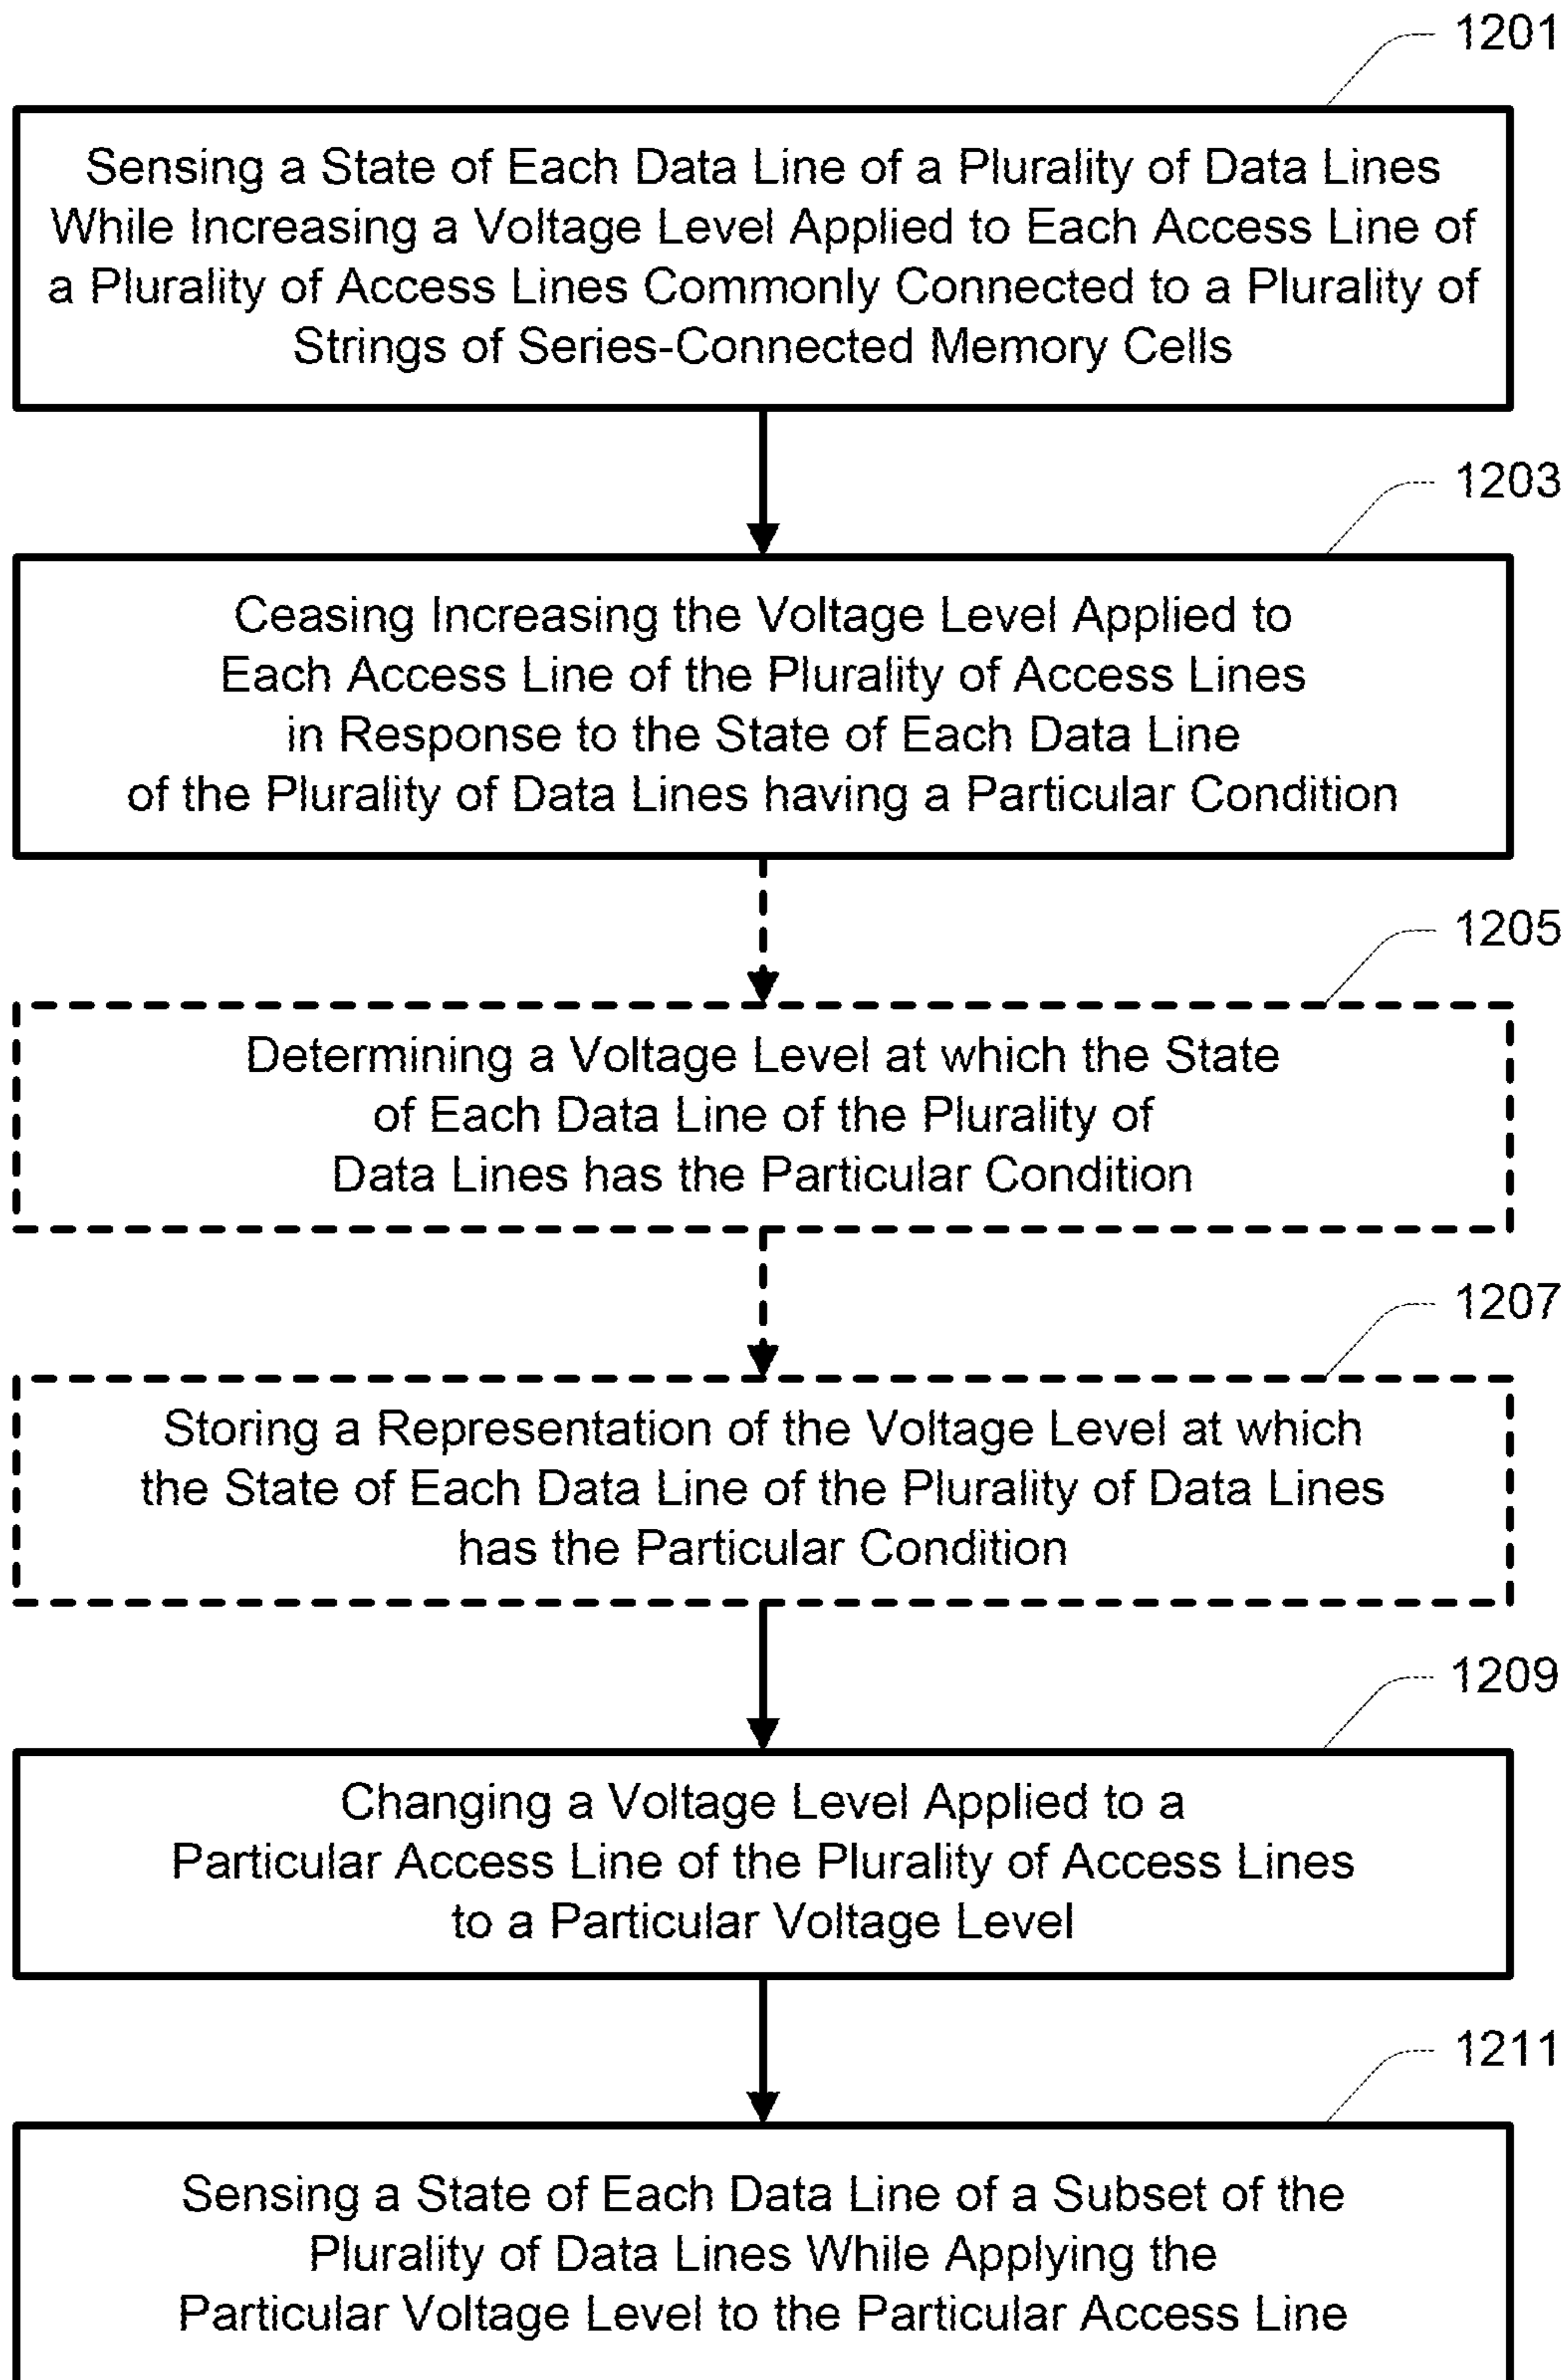 1201
Sensing a State of Each Data Line of a Plurality of Data Lines
While Increasing a Voltage Level Applied to Each Access Line of
a Plurality of Access Lines Commonly Connected to a Plurality of
Strings of Series-Connected Memory Cells
1203
Ceasing Increasing the Voltage Level Applied to
Each Access Line of the Plurality of Access Lines
in Response to the State of Each Data Line
of the Plurality of Data Lines having a Particular Condition
1205
Determining a Voltage Level at which the State
of Each Data Line of the Plurality of
Data Lines has the Particular Condition
1207
Storing a Representation of the Voltage Level at which
the State of Each Data Line of the Plurality of Data Lines
has the Particular Condition
1209
Changing a Voltage Level Applied to a
Particular Access Line of the Plurality of Access Lines
to a Particular Voltage Level
1211
Sensing a State of Each Data Line of a Subset of the
Plurality of Data Lines While Applying the
Particular Voltage Level to the Particular Access Line